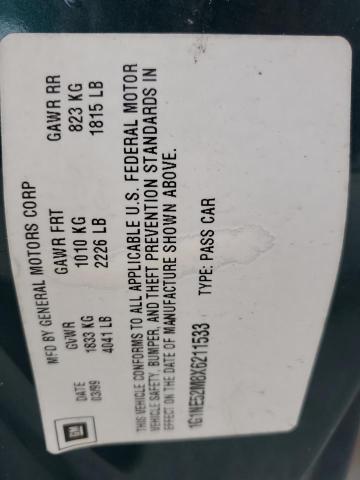 GM
MFD BY GENERAL MOTORS CORP
DATE GVWR GAWR FRT GAWR RR
03/99 1833 KG 1010 KG 823 KG
4041 LB 2226 LB 1815 LB
THIS VEHICLE CONFORMS TO ALL APPLICABLE U.S. FEDERAL MOTOR
VEHICLE SAFETY, BUMPER, AND THEFT PREVENTION STANDARDS IN
EFFECT ON THE DATE OF MANUFACTURE SHOWN ABOVE.
1G1NE52M8X6211533 TYPE: PASS CAR